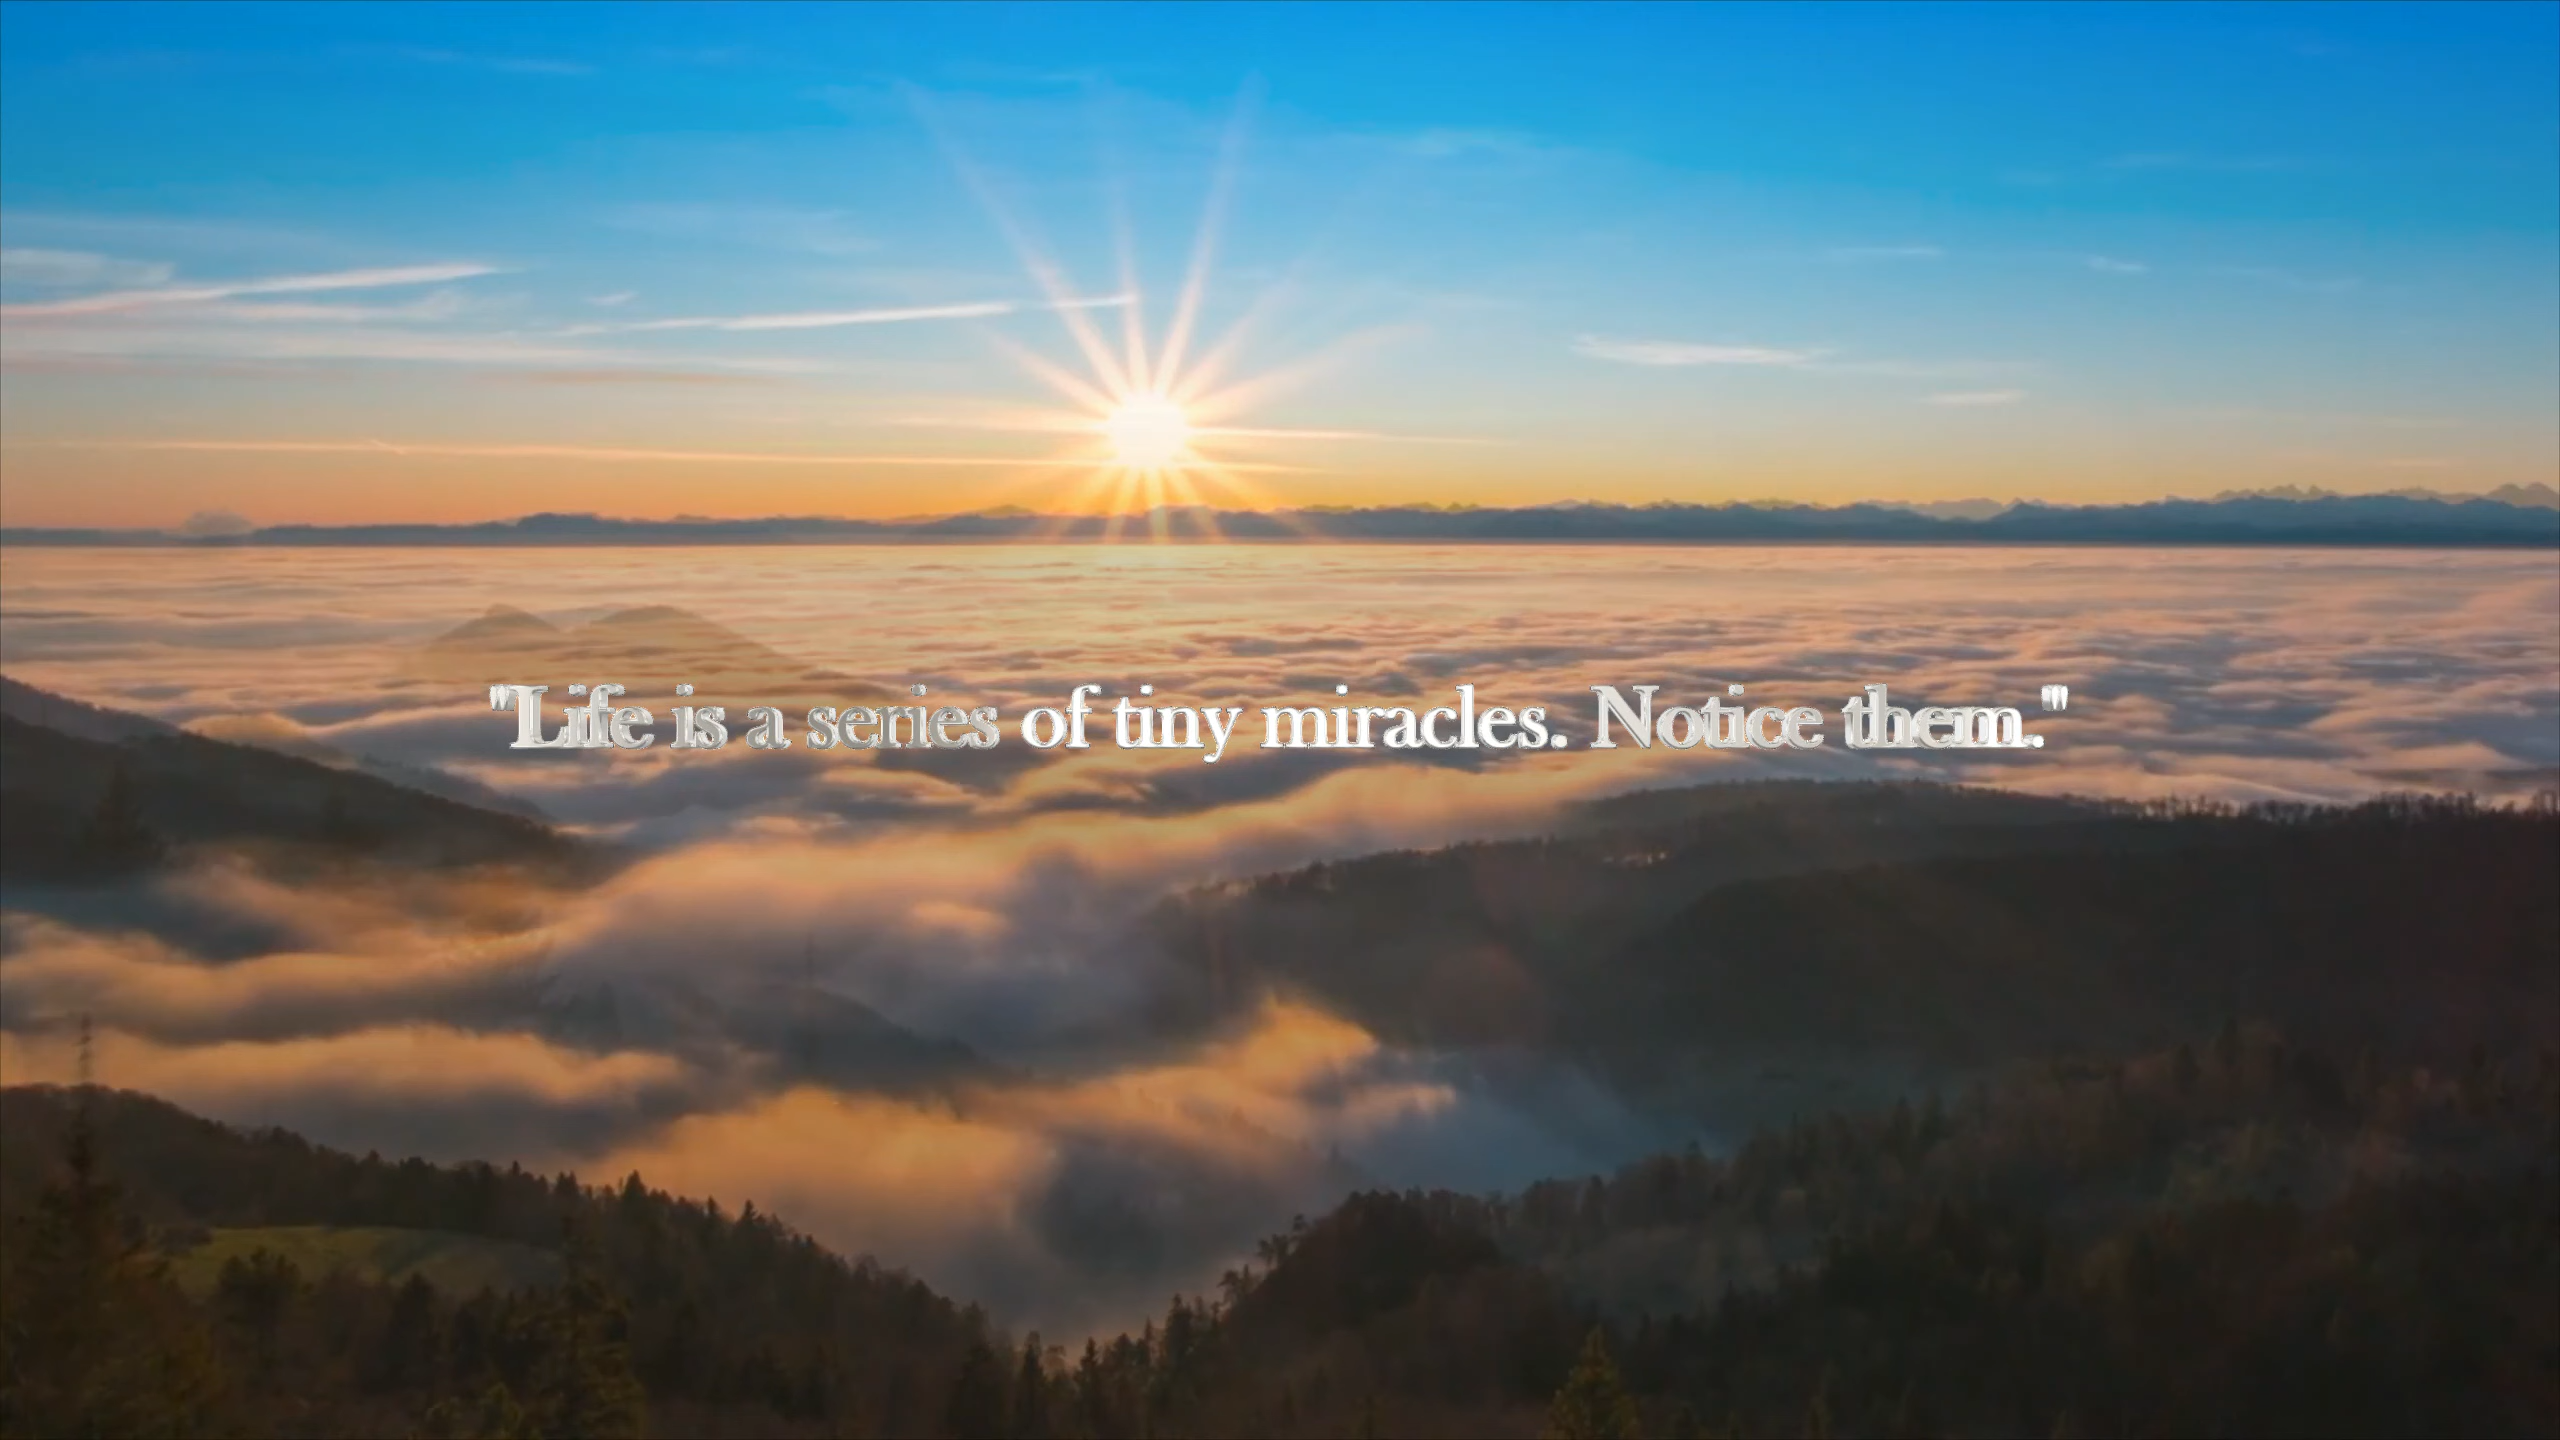 "Life is a series of tiny miracles. Notice them."